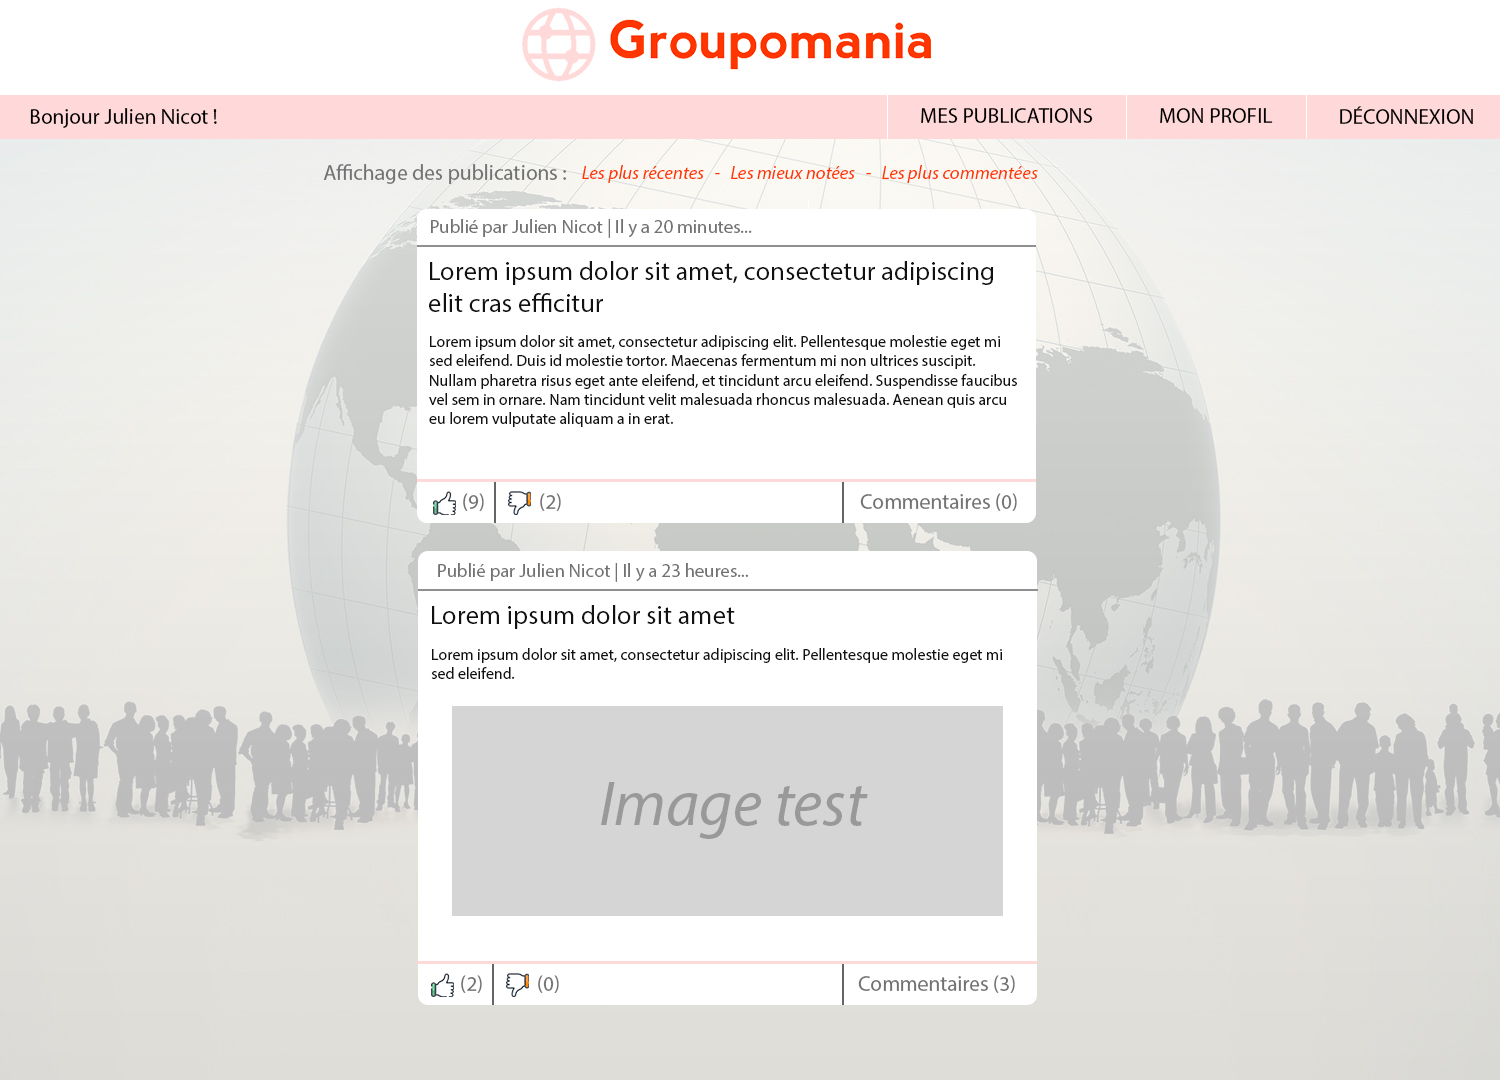 Groupomania
Bonjour Julien Nicot !
MES PUBLICATIONS
MON PROFIL
DÉCONNEXION
Affichage des publications : Les plus récentes - Les mieux notées - Les plus commentées
Publié par Julien Nicot | Il y a 20 minutes...
Lorem ipsum dolor sit amet, consectetur adipiscing
elit cras efficitur
Lorem ipsum dolor sit amet, consectetur adipiscing elit. Pellentesque molestie eget mi
sed eleifend. Duis id molestie tortor. Maecenas fermentum mi non ultrices suscipit.
Nullam pharetra risus eget ante eleifend, et tincidunt arcu eleifend. Suspendisse faucibus
vel sem in ornare. Nam tincidunt velit malesuada rhoncus malesuada. Aenean quis arcu
eu lorem vulputate aliquam a in erat.
(9)
(2)
Commentaires (0)
Publié par Julien Nicot | Il y a 23 heures...
Lorem ipsum dolor sit amet
Lorem ipsum dolor sit amet, consectetur adipiscing elit. Pellentesque molestie eget mi
sed eleifend.
Image test
(2)
(0)
Commentaires (3)